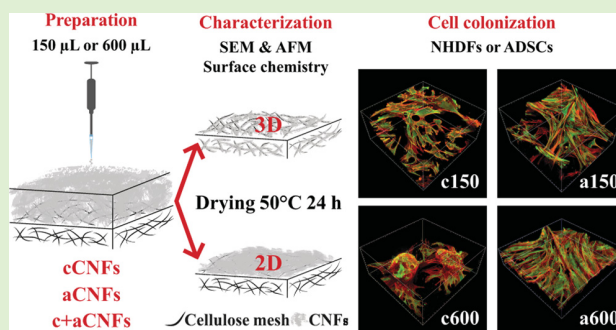 Preparation
150 µL or 600 µL
cCNFs
aCNFs
c+aCNFs
Characterization
SEM & AFM
Surface chemistry
3D
Drying 50°C 24 h
2D
Cellulose mesh CNFs
Cell colonization
NHDFs or ADSCs
c150
a150
c600
a600